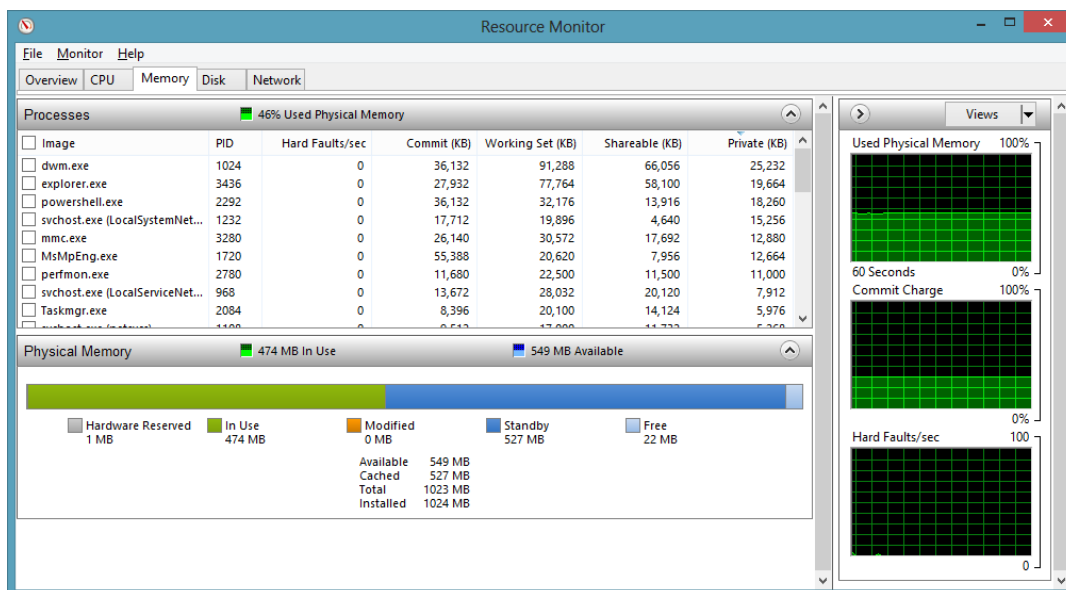 Resource Monitor
File Monitor Help
Overview CPU Memory Disk Network
Processes 46% Used Physical Memory
Image PID Hard Faults/sec Commit (KB) Working Set (KB) Shareable (KB) Private (KB)
dwm.exe 1024 0 36,132 91,288 66,056 25,232
explorer.exe 3436 0 27,932 77,764 58,100 19,664
powershell.exe 2292 0 36,132 32,176 13,916 18,260
svchost.exe (LocalSystemNet... 1232 0 17,712 19,896 4,640 15,256
mmc.exe 3280 0 26,140 30,572 17,692 12,880
MsMpEng.exe 1720 0 55,388 20,620 7,956 12,664
perfmon.exe 2780 0 11,680 22,500 11,500 11,000
svchost.exe (LocalServiceNet... 968 0 13,672 28,032 20,120 7,912
Taskmgr.exe 2084 0 8,396 20,100 14,124 5,976
Physical Memory 474 MB In Use 549 MB Available
Hardware Reserved In Use Modified Standby Free
1 MB 474 MB 0 MB 527 MB 22 MB
Available 549 MB
Cached 527 MB
Total 1023 MB
Installed 1024 MB
Views
Used Physical Memory 100%
60 Seconds 0%
Commit Charge 100%
0%
Hard Faults/sec 100
0